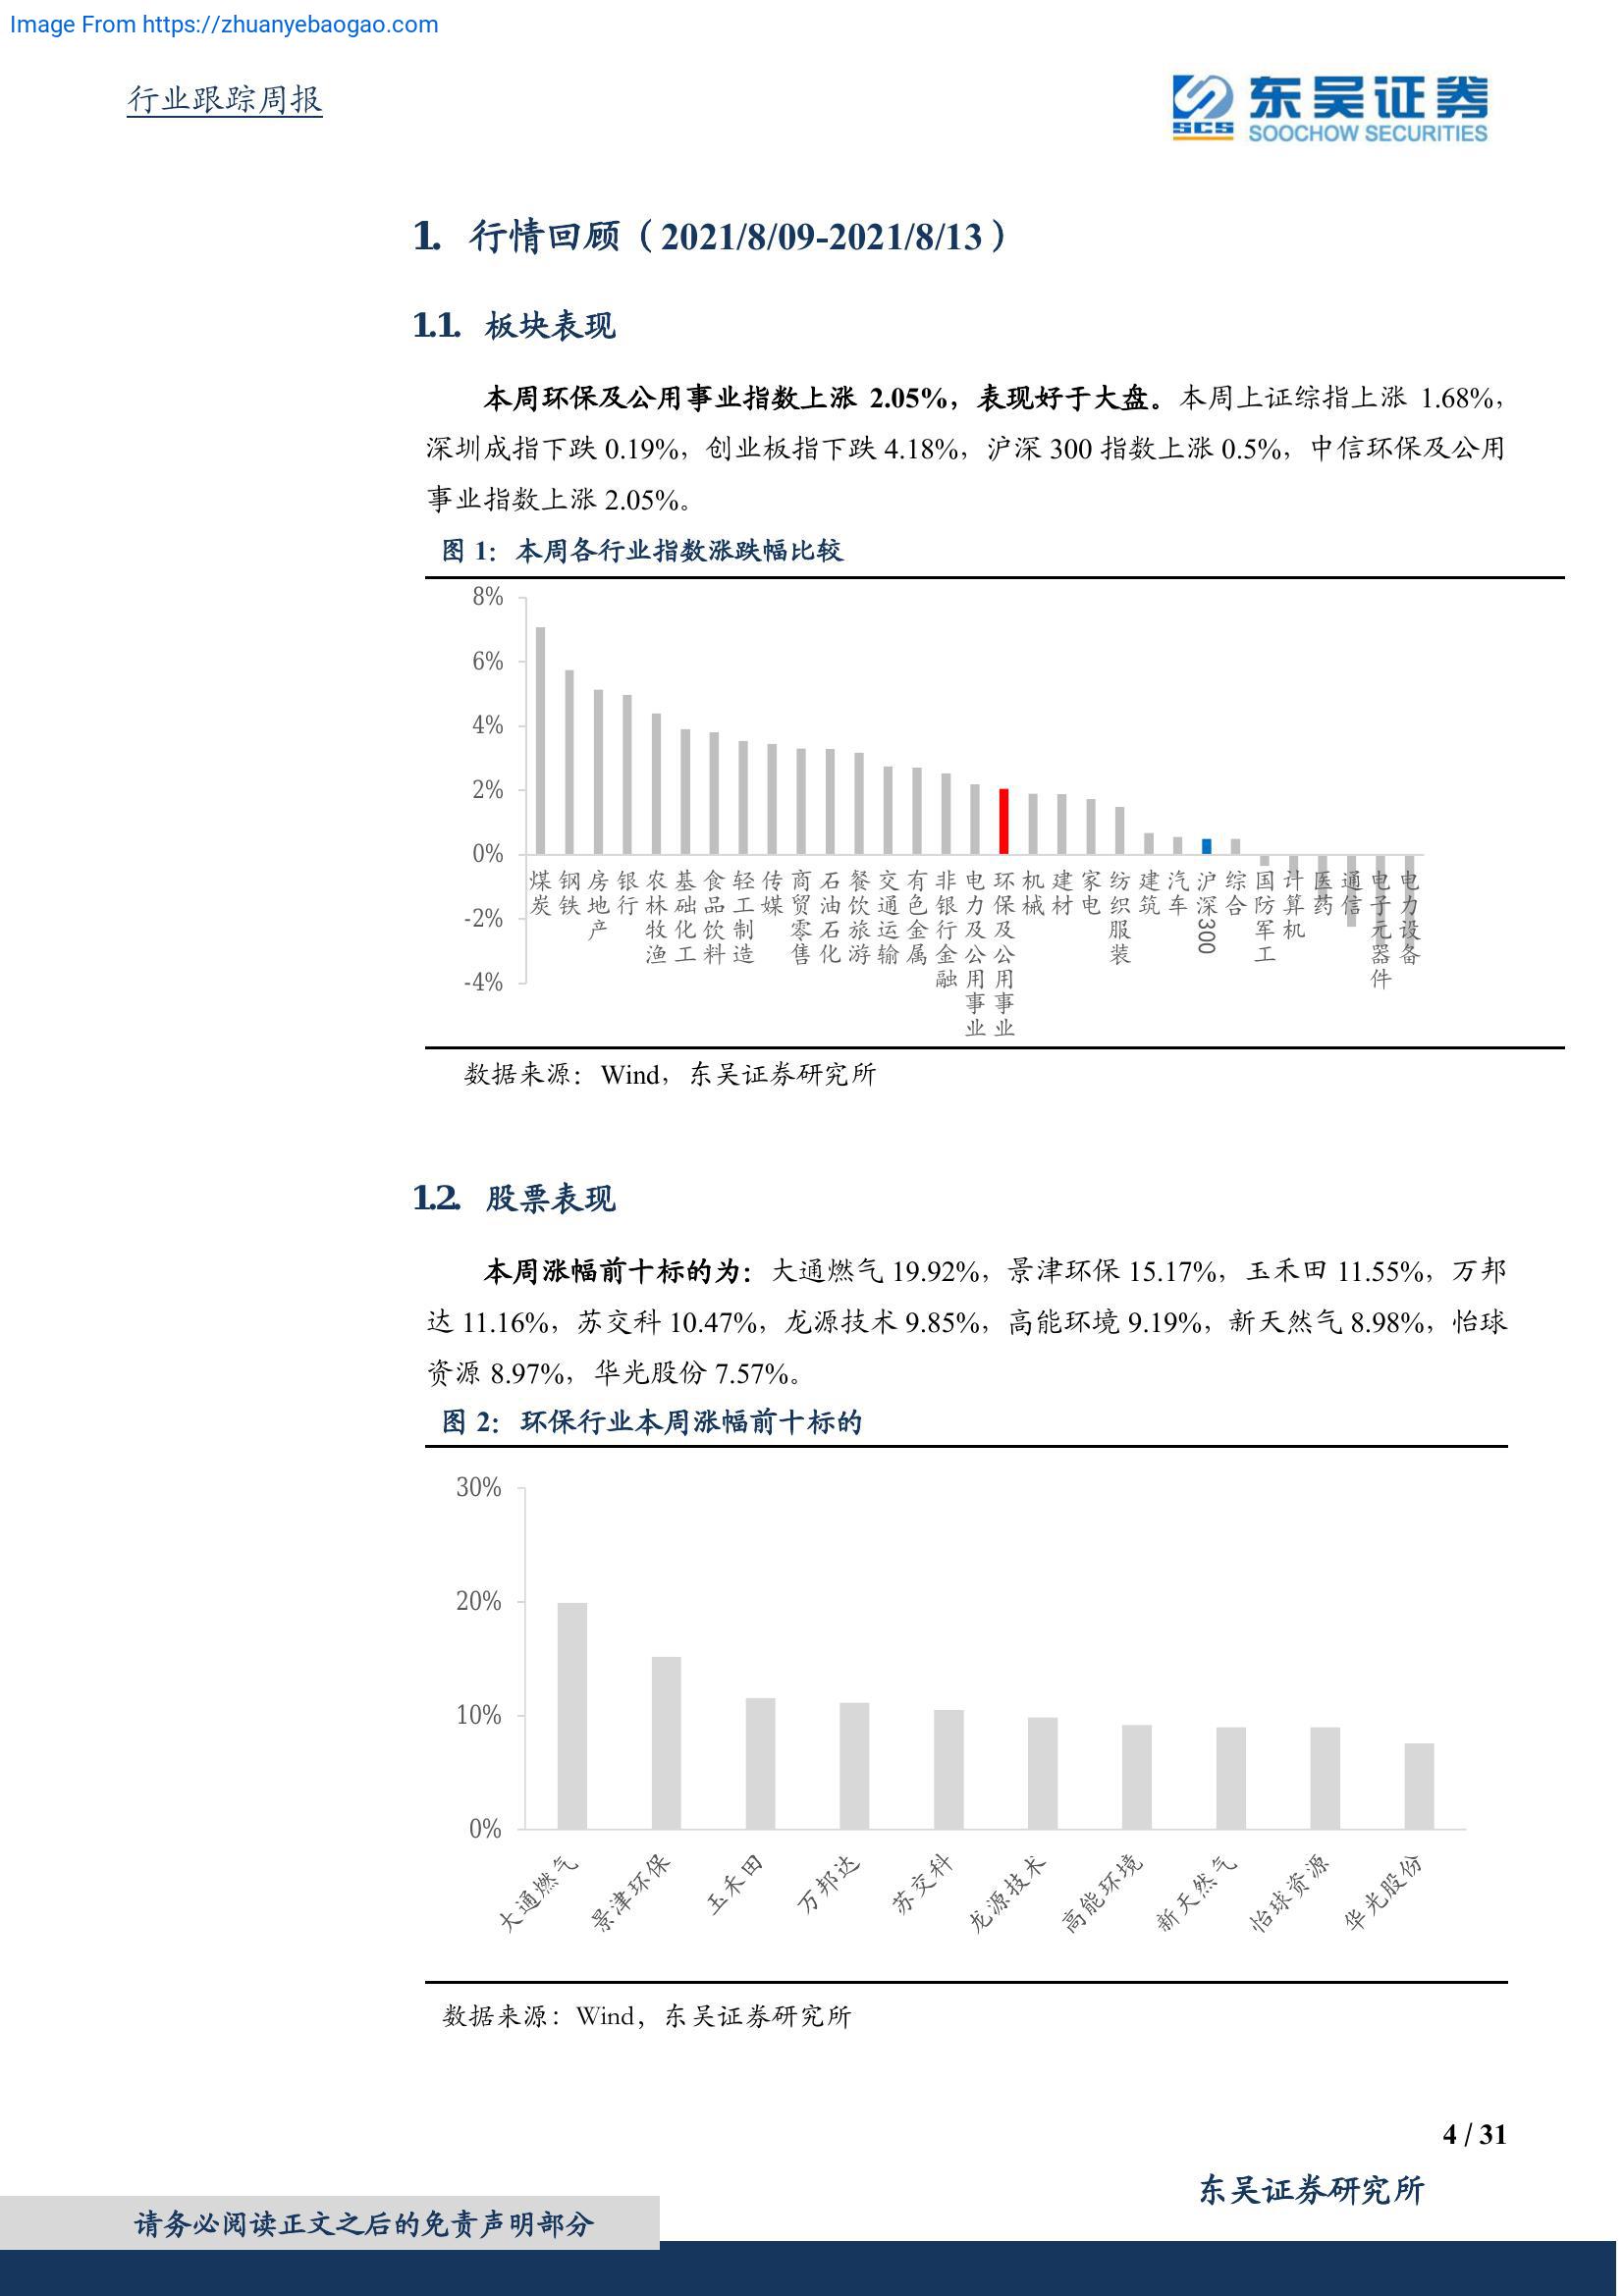 Image From https://zhuanyebaogao.com
行业跟踪周报
东吴证券
SCS
SOOCHOW SECURITIES
1. 行情回顾（2021/8/09-2021/8/13）
1.1. 板块表现
本周环保及公用事业指数上涨 2.05%，表现好于大盘。本周上证综指上涨 1.68%，
深圳成指下跌 0.19%，创业板指下跌 4.18%，沪深 300 指数上涨 0.5%，中信环保及公用
事业指数上涨 2.05%。
图 1：本周各行业指数涨跌幅比较
8%
6%
4%
2%
0%
-2%
-4%
煤炭
钢铁
房地产
银行
农林牧渔
基础化工
食品饮料
轻工制造
传媒
商贸零售
石油石化
餐饮旅游
交通运输
有色金属
非银行金融
电力及公用事业
环保及公用事业
机械
建材
家电
纺织服装
建筑
汽车
沪深300
综合
国防军工
计算机
医药
通信
电子元器件
电力设备
数据来源：Wind，东吴证券研究所
1.2. 股票表现
本周涨幅前十标的为：大通燃气 19.92%，景津环保 15.17%，玉禾田 11.55%，万邦
达 11.16%，苏交科 10.47%，龙源技术 9.85%，高能环境 9.19%，新天然气 8.98%，怡球
资源 8.97%，华光股份 7.57%。
图 2：环保行业本周涨幅前十标的
30%
20%
10%
0%
大通燃气
景津环保
玉禾田
万邦达
苏交科
龙源技术
高能环境
新天然气
怡球资源
华光股份
数据来源：Wind，东吴证券研究所
4 / 31
东吴证券研究所
请务必阅读正文之后的免责声明部分